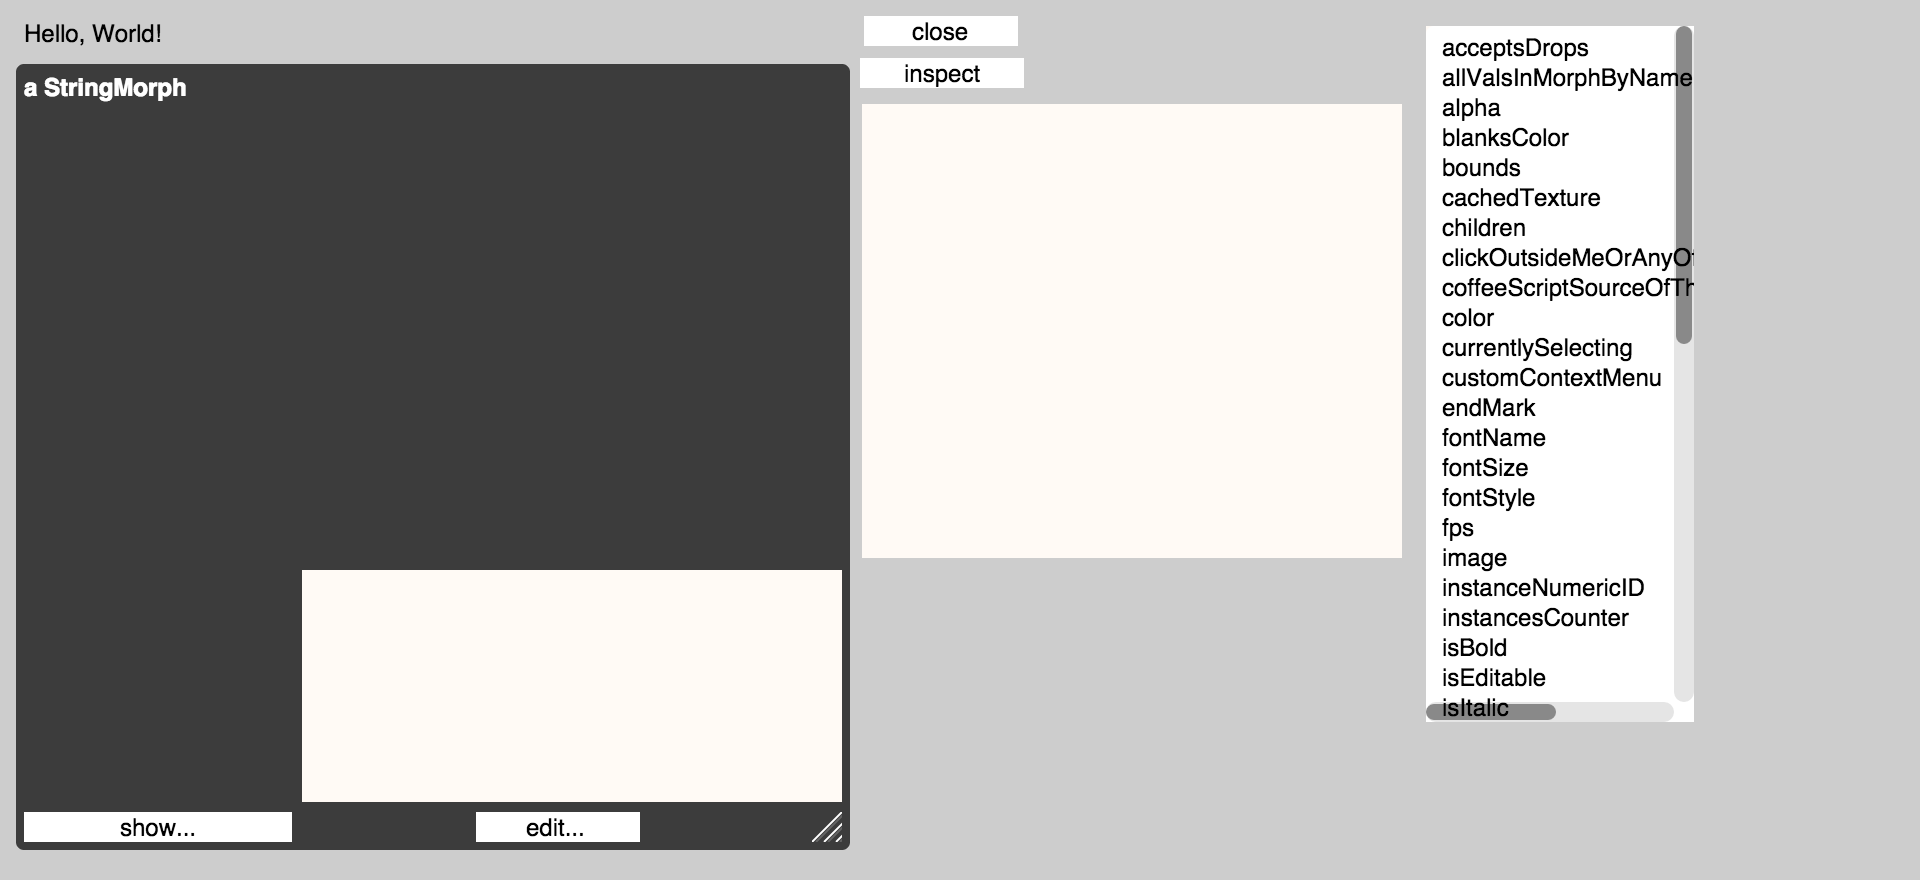 Hello, World!
a StringMorph
show...
edit...
close
inspect
acceptsDrops
allValsInMorphByName
alpha
blanksColor
bounds
cachedTexture
children
clickOutsideMeOrAnyOf
coffeeScriptSourceOfTh
color
currentlySelecting
customContextMenu
endMark
fontName
fontSize
fontStyle
fps
image
instanceNumericID
instancesCounter
isBold
isEditable
isItalic